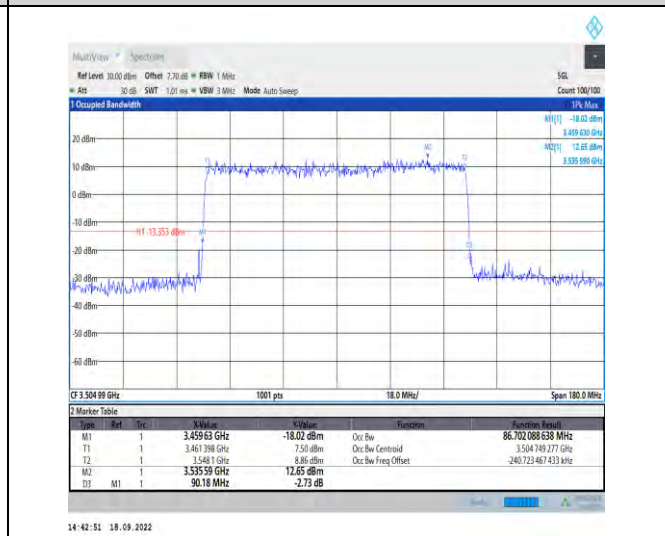 MultiView Spectrum
Ref Level 30.00 dBm Offset 7.70 dB RBW 1 MHz SGL
Att 30 dB SWT 1.01 ms VBW 3 MHz Mode Auto Sweep Count 100/100
1 Occupied Bandwidth 1Pk Max
M1[1] -18.02 dBm
3.459 630 GHz
M2[1] 12.65 dBm
3.535 590 GHz
20 dBm
M2
T1 T2
10 dBm
0 dBm
-10 dBm
H1 -13.353 dBm M1
-20 dBm
D3
-30 dBm
-40 dBm
-50 dBm
-60 dBm
CF 3.504 99 GHz 1001 pts 18.0 MHz/ Span 180.0 MHz
2 Marker Table
Type Ref Trc X-Value Y-Value Function Function Result
M1 1 3.459 63 GHz -18.02 dBm Occ Bw 86.702 088 638 MHz
T1 1 3.461 398 GHz 7.50 dBm Occ Bw Centroid 3.504 749 277 GHz
T2 1 3.548 1 GHz 8.86 dBm Occ Bw Freq Offset -240.723 467 433 kHz
M2 1 3.535 59 GHz 12.65 dBm
D3 M1 1 90.18 MHz -2.73 dB
14:42:51 18.09.2022